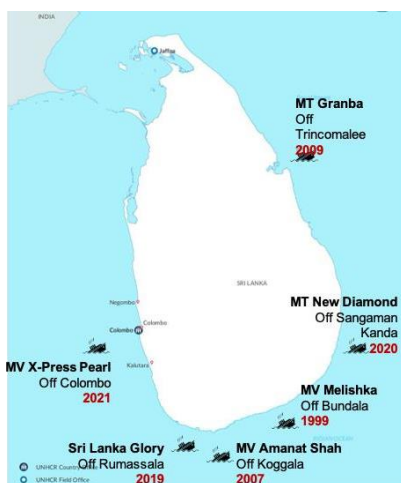 INDIA
Jaffna
MT Granba
Off
Trincomalee
2009
SRI LANKA
Negombo
Colombo
Colombo
Kalutara
MT New Diamond
Off Sangaman
Kanda
2020
MV X-Press Pearl
Off Colombo
2021
MV Melishka
Off Bundala
1999
Sri Lanka Glory
Off Rumassala
2019
MV Amanat Shah
Off Koggala
2007
UNHCR Country
UNHCR Field Office